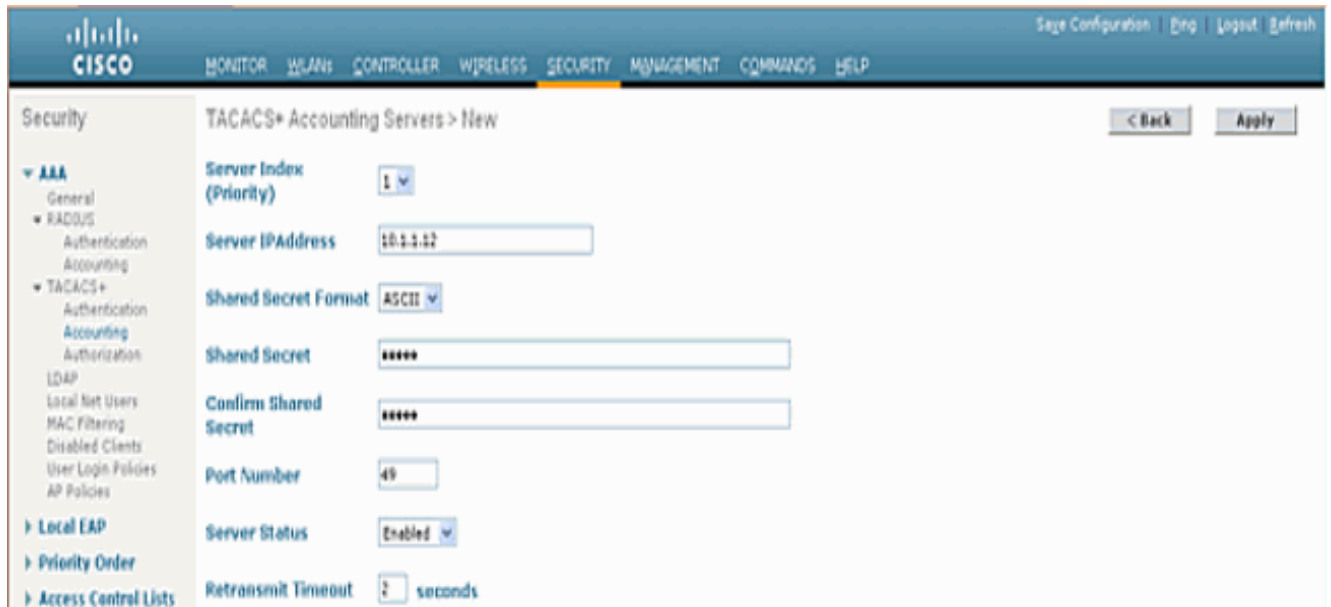 Save Configuration | Ping | Logout | Refresh
CISCO
MONITOR WLANs CONTROLLER WIRELESS SECURITY MANAGEMENT COMMANDS HELP
Security
TACACS+ Accounting Servers > New
< Back
Apply
AAA
General
RADIUS
Authentication
Accounting
TACACS+
Authentication
Accounting
Authorization
LDAP
Local Net Users
MAC Filtering
Disabled Clients
User Login Policies
AP Policies
Local EAP
Priority Order
Access Control Lists
Server Index
(Priority)
1
Server IPAddress
10.1.1.12
Shared Secret Format
ASCII
Shared Secret
•••••
Confirm Shared
Secret
•••••
Port Number
49
Server Status
Enabled
Retransmit Timeout
2 seconds